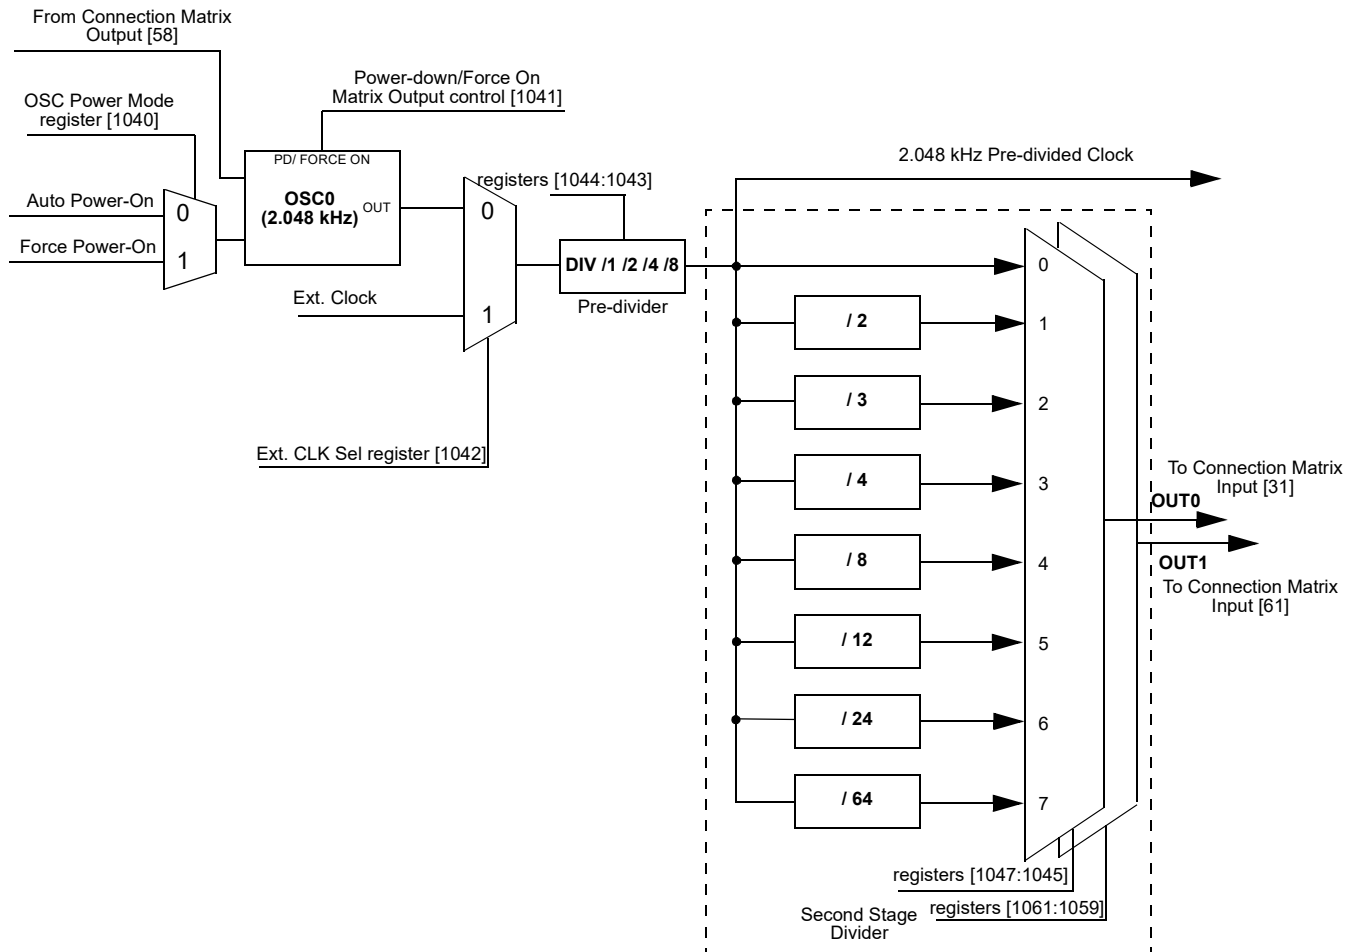 From Connection Matrix
Output [58]
Power-down/Force On
Matrix Output control [1041]
OSC Power Mode
register [1040]
PD/ FORCE ON
OSC0
(2.048 kHz)
OUT
Auto Power-On
Force Power-On
0
1
registers [1044:1043]
0
1
DIV /1 /2 /4 /8
Pre-divider
Ext. Clock
Ext. CLK Sel register [1042]
2.048 kHz Pre-divided Clock
0
/ 2
1
/ 3
2
/ 4
3
/ 8
4
/ 12
5
/ 24
6
/ 64
7
To Connection Matrix
Input [31]
OUT0
OUT1
To Connection Matrix
Input [61]
registers [1047:1045]
registers [1061:1059]
Second Stage
Divider